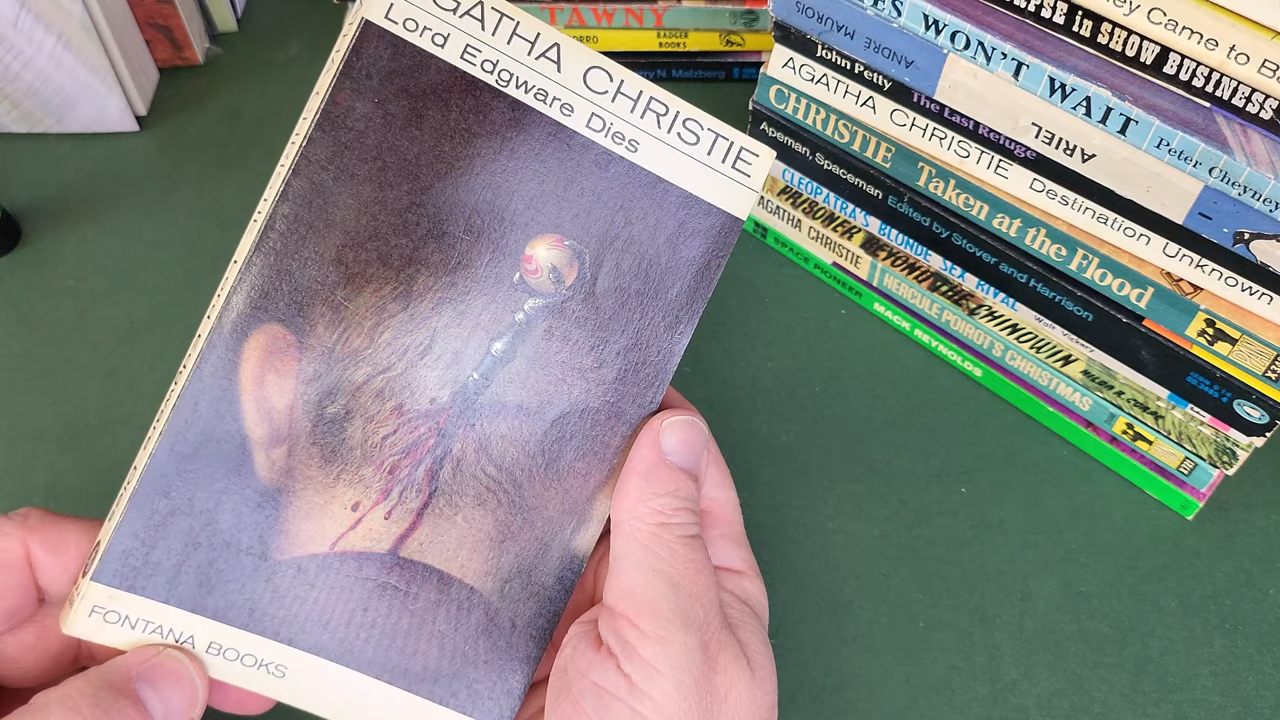 AGATHA CHRISTIE
Lord Edgware Dies
FONTANA BOOKS
TAWNY
BADGER BOOKS
N. Malzberg
ANDRE MAUROIS
ARIEL
WON'T WAIT
Peter Cheyney
in SHOW BUSINESS
Came to
John Petty
The Last Refuge
AGATHA CHRISTIE Destination Unknown
CHRISTIE Taken at the Flood
Apeman, Spaceman Edited by Stover and Harrison
CLEOPATRA'S BLONDE SEX RIVAL
PRISONER BEYOND THE CHINDWIN
AGATHA CHRISTIE HERCULE POIROT'S CHRISTMAS
SPACE PIONEER MACK REYNOLDS